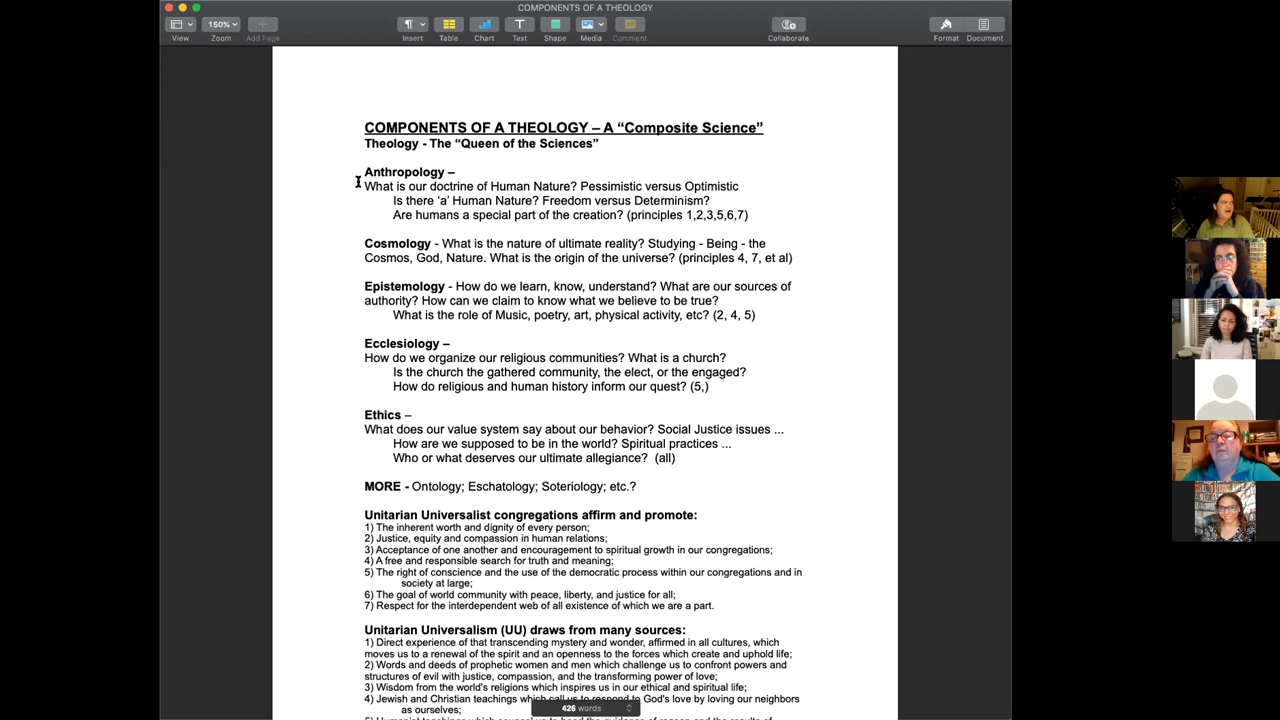 COMPONENTS OF A THEOLOGY
150%
View
Zoom
Add Page
Insert
Table
Chart
Text
Shape
Media
Comment
Collaborate
Format
Document
COMPONENTS OF A THEOLOGY – A “Composite Science”
Theology - The “Queen of the Sciences”
Anthropology –
What is our doctrine of Human Nature? Pessimistic versus Optimistic
Is there ‘a’ Human Nature? Freedom versus Determinism?
Are humans a special part of the creation? (principles 1,2,3,5,6,7)
Cosmology - What is the nature of ultimate reality? Studying - Being - the
Cosmos, God, Nature. What is the origin of the universe? (principles 4, 7, et al)
Epistemology - How do we learn, know, understand? What are our sources of
authority? How can we claim to know what we believe to be true?
What is the role of Music, poetry, art, physical activity, etc? (2, 4, 5)
Ecclesiology –
How do we organize our religious communities? What is a church?
Is the church the gathered community, the elect, or the engaged?
How do religious and human history inform our quest? (5,)
Ethics –
What does our value system say about our behavior? Social Justice issues ...
How are we supposed to be in the world? Spiritual practices ...
Who or what deserves our ultimate allegiance? (all)
MORE - Ontology; Eschatology; Soteriology; etc.?
Unitarian Universalist congregations affirm and promote:
1) The inherent worth and dignity of every person;
2) Justice, equity and compassion in human relations;
3) Acceptance of one another and encouragement to spiritual growth in our congregations;
4) A free and responsible search for truth and meaning;
5) The right of conscience and the use of the democratic process within our congregations and in
society at large;
6) The goal of world community with peace, liberty, and justice for all;
7) Respect for the interdependent web of all existence of which we are a part.
Unitarian Universalism (UU) draws from many sources:
1) Direct experience of that transcending mystery and wonder, affirmed in all cultures, which
moves us to a renewal of the spirit and an openness to the forces which create and uphold life;
2) Words and deeds of prophetic women and men which challenge us to confront powers and
structures of evil with justice, compassion, and the transforming power of love;
3) Wisdom from the world's religions which inspires us in our ethical and spiritual life;
4) Jewish and Christian teachings which call us to respond to God's love by loving our neighbors
as ourselves;
426 words